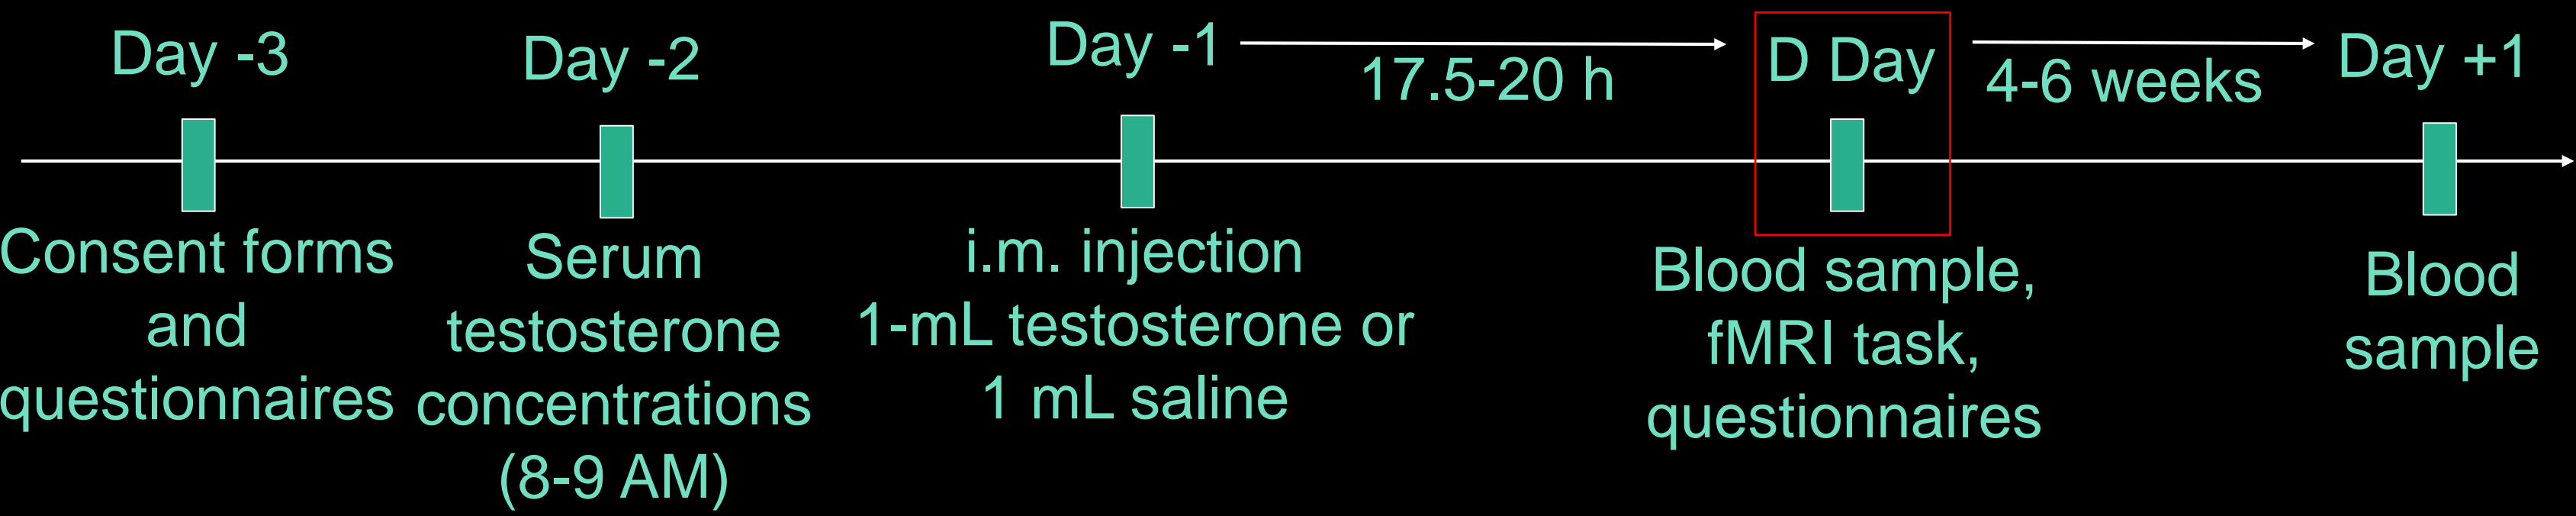 Day -3
Day -2
Day -1
17.5-20 h
D Day
4-6 weeks
Day +1
Consent forms
and
questionnaires
Serum
testosterone
concentrations
(8-9 AM)
i.m. injection
1-mL testosterone or
1 mL saline
Blood sample,
fMRI task,
questionnaires
Blood
sample